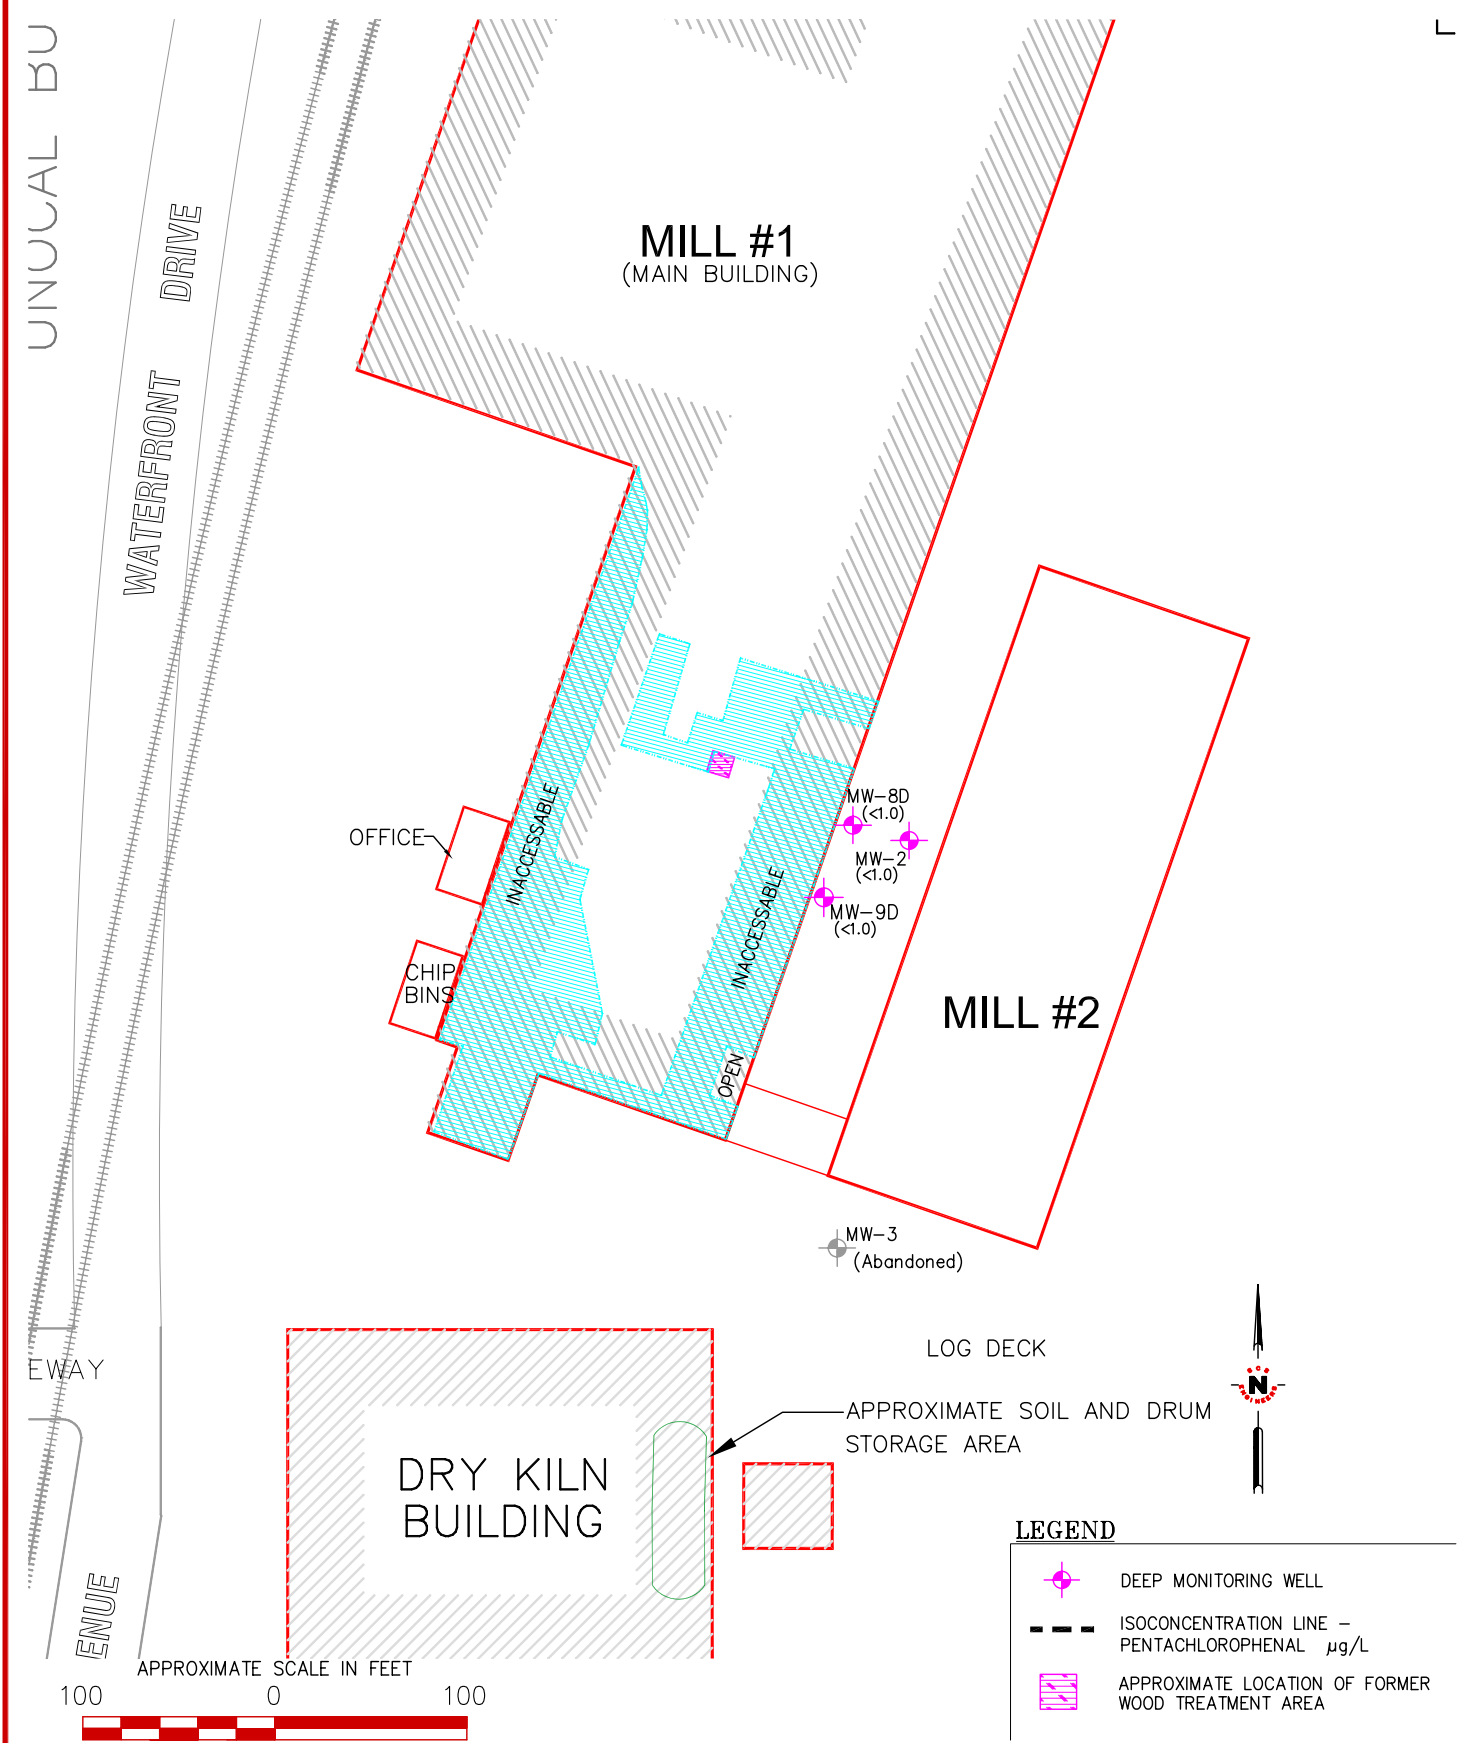 UNOCAL BU
WATERFRONT DRIVE
MILL #1
(MAIN BUILDING)
INACCESSABLE
OFFICE
MW-8D
(<1.0)
MW-2
(<1.0)
INACCESSABLE
MW-9D
(<1.0)
CHIP
BINS
MILL #2
OPEN
MW-3
(Abandoned)
LOG DECK
EWAY
N
APPROXIMATE SOIL AND DRUM
STORAGE AREA
DRY KILN
BUILDING
ENUE
LEGEND
DEEP MONITORING WELL
ISOCONCENTRATION LINE –
PENTACHLOROPHENAL µg/L
APPROXIMATE LOCATION OF FORMER
WOOD TREATMENT AREA
APPROXIMATE SCALE IN FEET
100 0 100